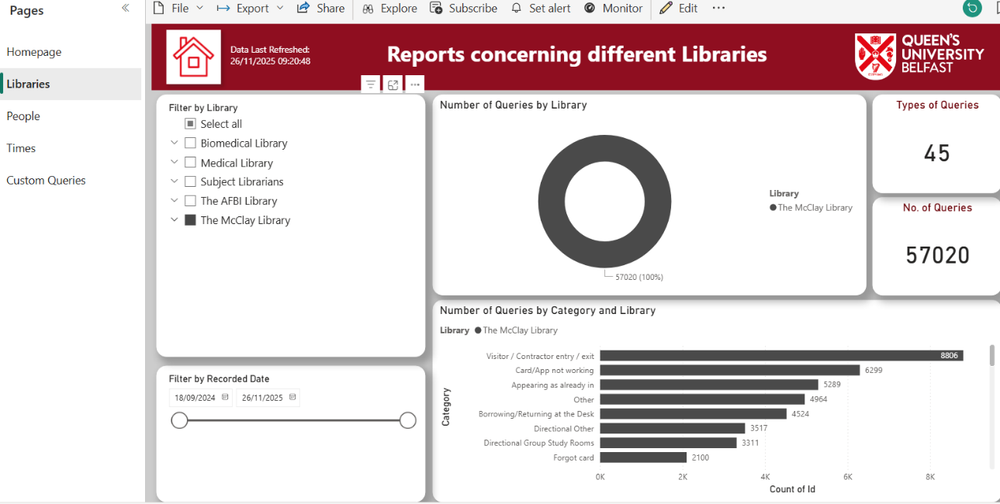 Pages
Homepage
Libraries
People
Times
Custom Queries
File
Export
Share
Explore
Subscribe
Set alert
Monitor
Edit
Data Last Refreshed:
26/11/2025 09:20:48
Reports concerning different Libraries
QUEEN'S
UNIVERSITY
BELFAST
Filter by Library
Select all
Biomedical Library
Medical Library
Subject Librarians
The AFBI Library
The McClay Library
Filter by Recorded Date
18/09/2024
26/11/2025
Number of Queries by Library
57020 (100%)
Library
The McClay Library
Types of Queries
45
No. of Queries
57020
Number of Queries by Category and Library
Library The McClay Library
Category
Visitor / Contractor entry / exit 8806
Card/App not working 6299
Appearing as already in 5289
Other 4964
Borrowing/Returning at the Desk 4524
Directional Other 3517
Directional Group Study Rooms 3311
Forgot card 2100
0K 2K 4K 6K 8K
Count of Id